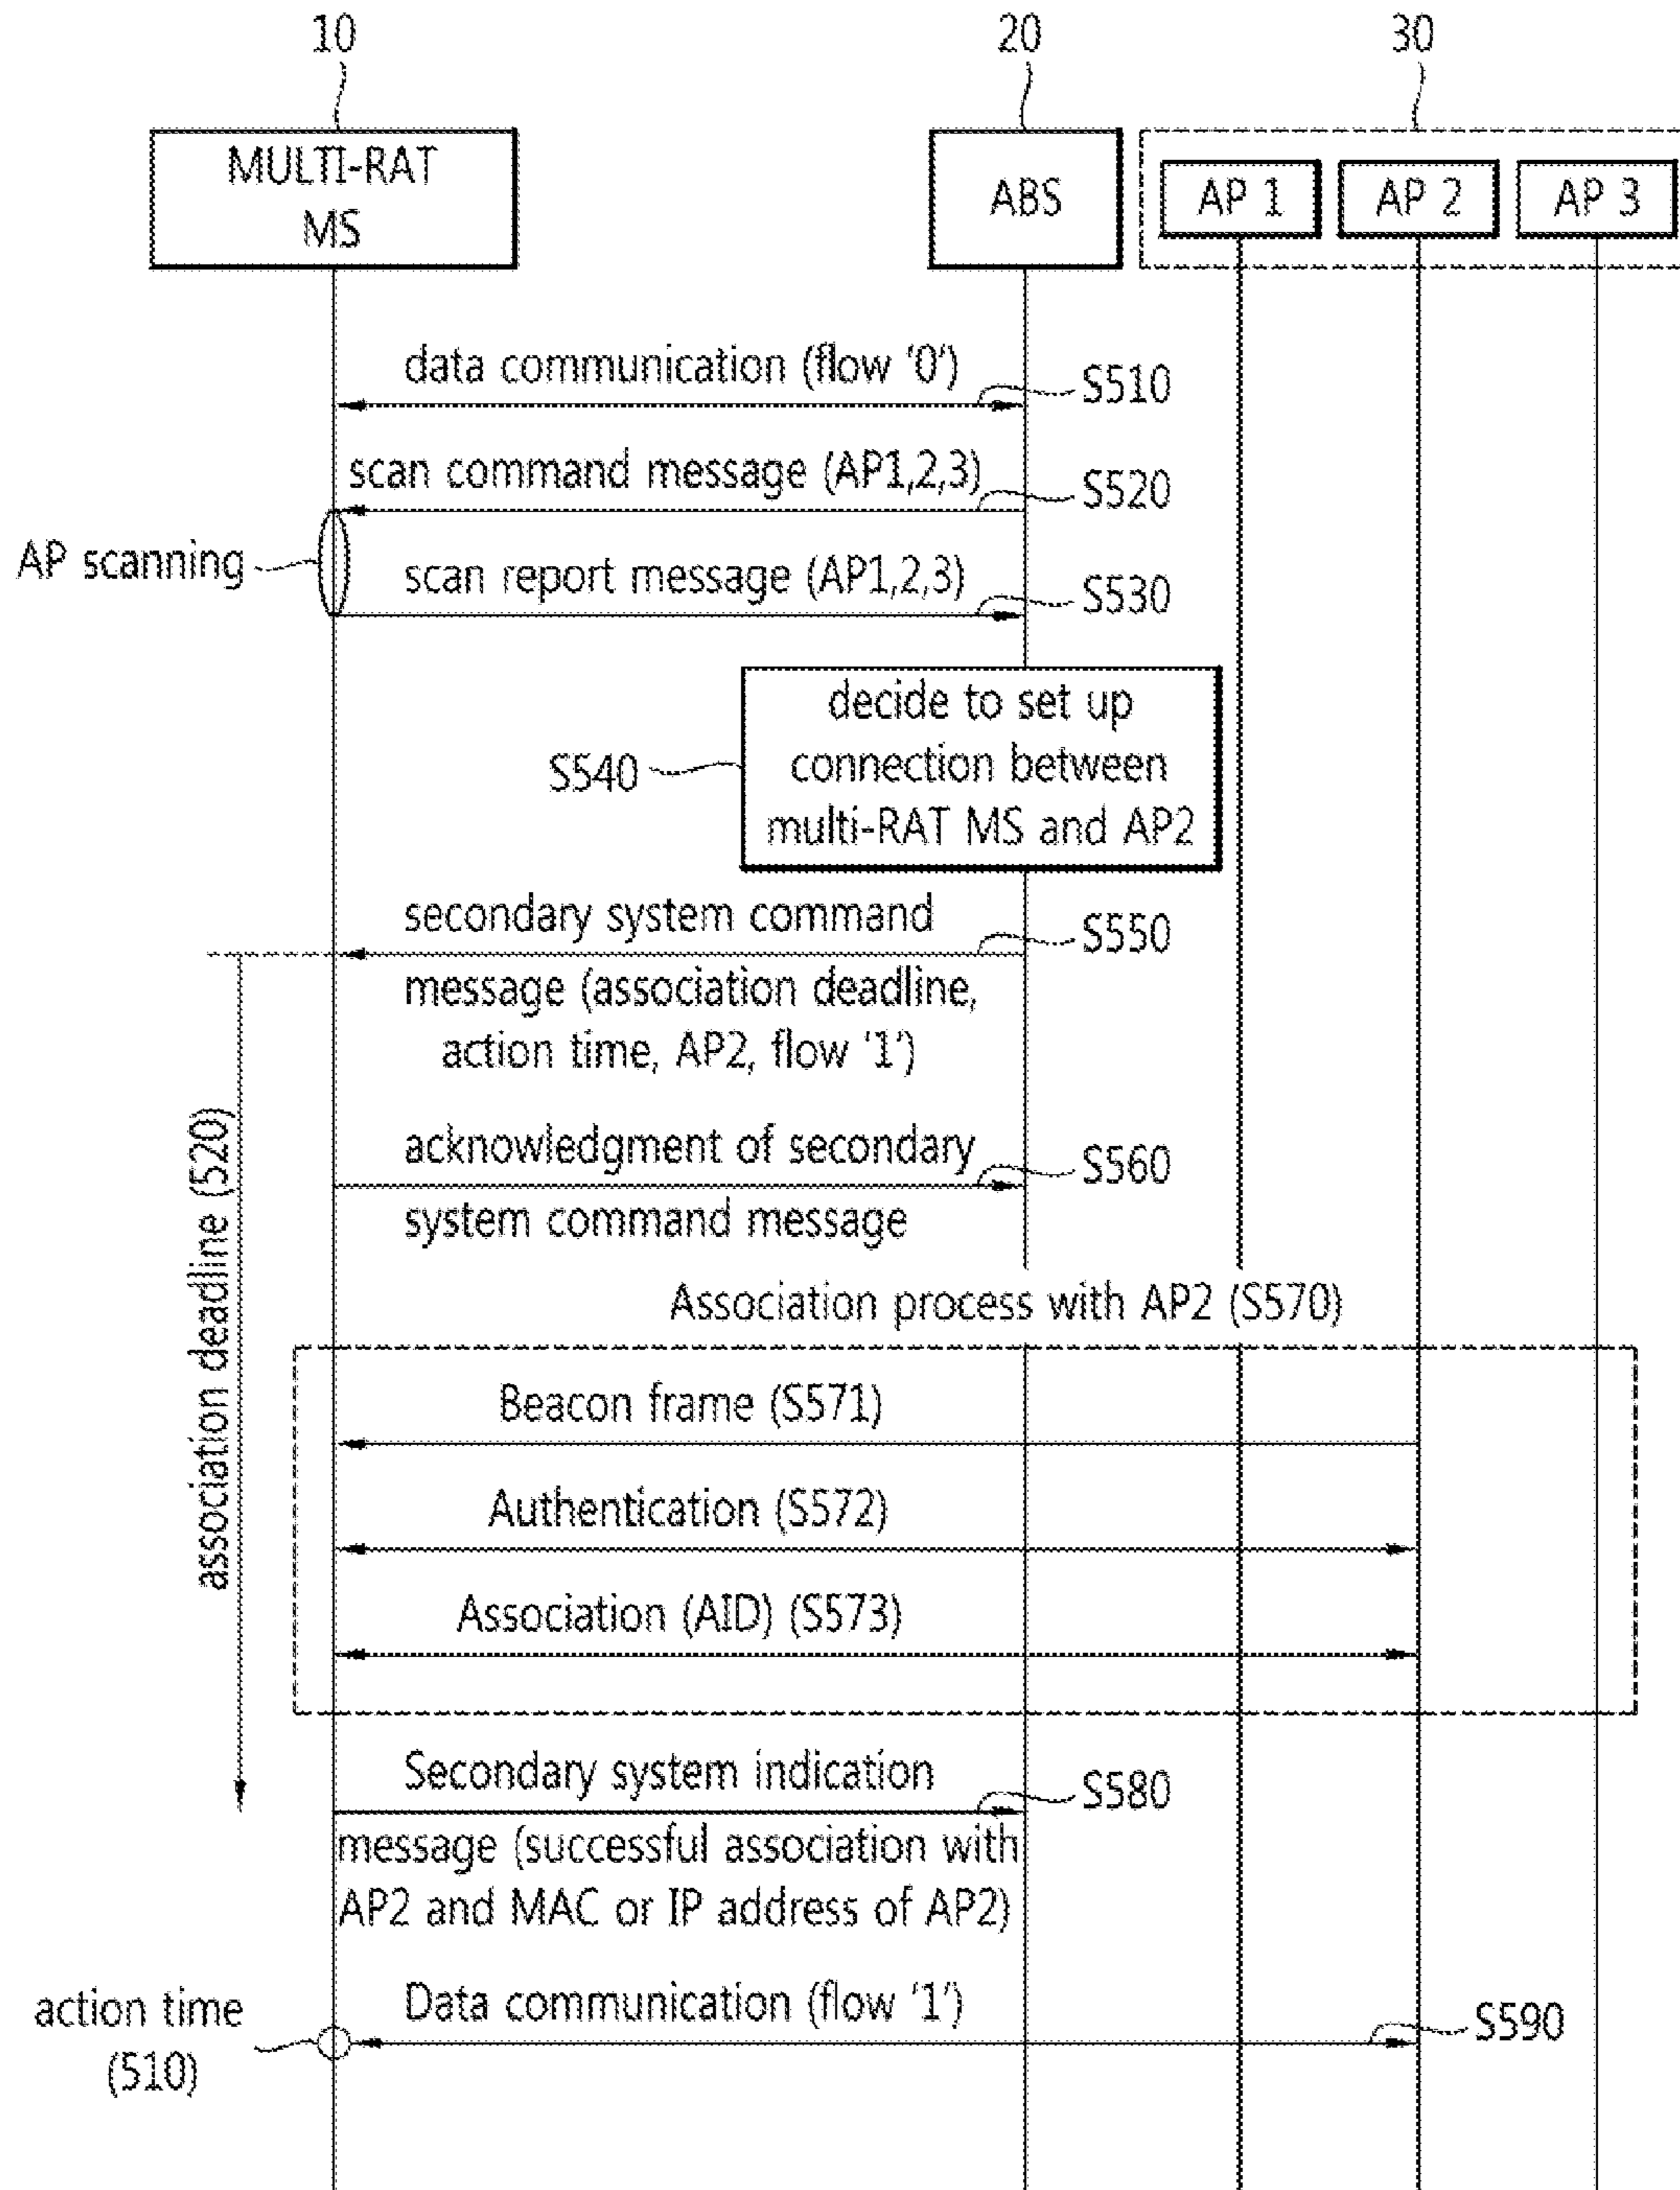 10
20
30
MULTI-RAT
MS
ABS
AP 1
AP 2
AP 3
data communication (flow '0')
S510
scan command message (AP1,2,3)
S520
AP scanning
scan report message (AP1,2,3)
S530
decide to set up
connection between
multi-RAT MS and AP2
S540
secondary system command
S550
message (association deadline,
action time, AP2, flow '1')
association deadline (520)
acknowledgment of secondary
S560
system command message
Association process with AP2 (S570)
Beacon frame (S571)
Authentication (S572)
Association (AID) (S573)
Secondary system indication
S580
message (successful association with
AP2 and MAC or IP address of AP2)
Data communication (flow '1')
S590
action time
(510)